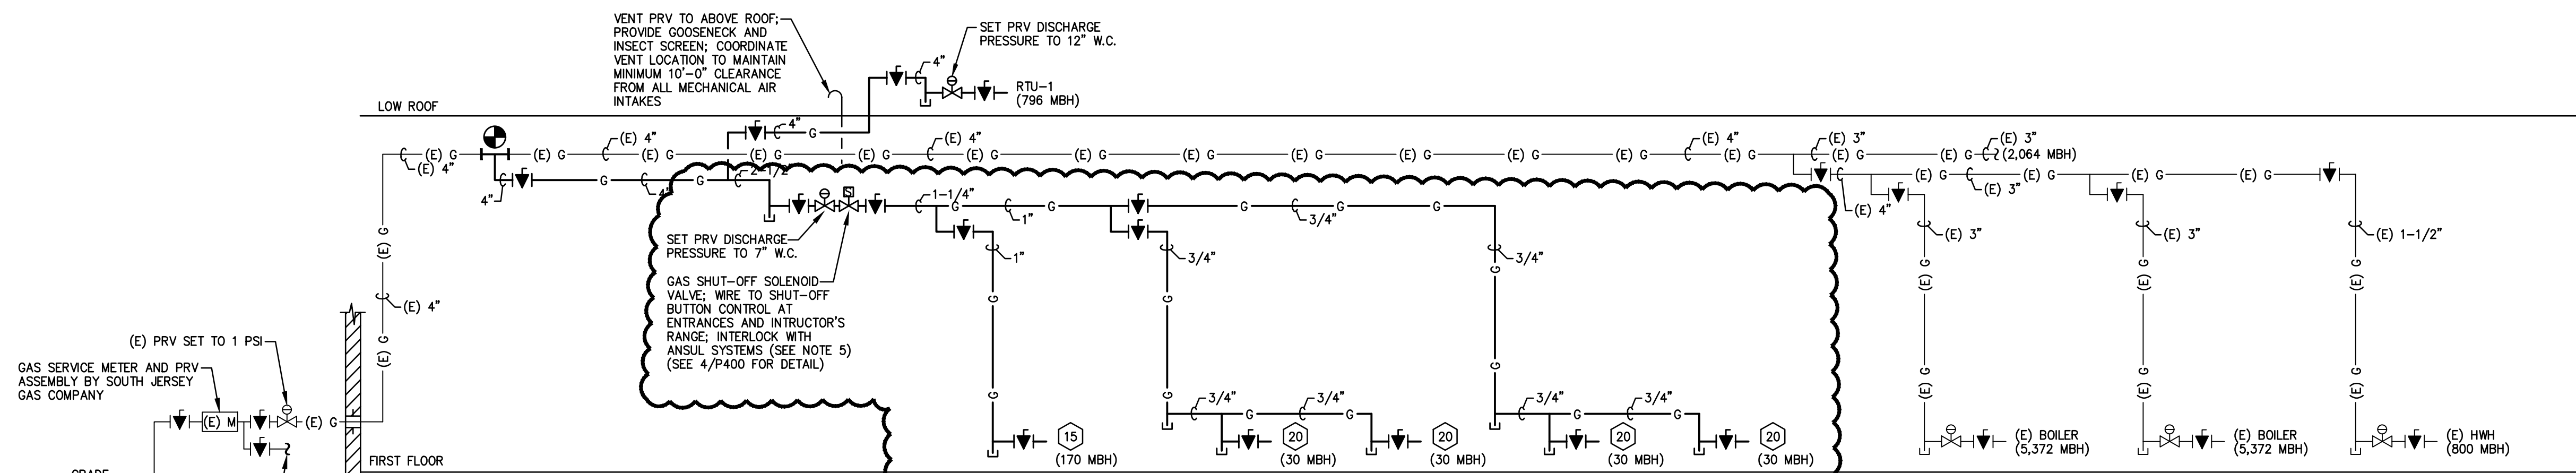 VENT PRV TO ABOVE ROOF;
PROVIDE GOOSENECK AND
INSECT SCREEN; COORDINATE
VENT LOCATION TO MAINTAIN
MINIMUM 10'-0" CLEARANCE
FROM ALL MECHANICAL AIR
INTAKES
SET PRV DISCHARGE
PRESSURE TO 12" W.C.
4"
RTU-1
(796 MBH)
LOW ROOF
4"
G
(E) 4"
(E) G
(E) G
(E) 4"
(E) G
(E) G
(E) G
(E) 4"
(E) G
(E) G
(E) G
(E) G
(E) G
(E) 4"
(E) G
(E) 3"
(E) G
(E) G
(E) 3"
(2,064 MBH)
4"
G
4"
G
2-1/2"
(E) 4"
(E) G
(E) 3"
(E) G
(E) G
(E) G
1-1/4"
G
1"
G
G
3/4"
G
G
SET PRV DISCHARGE
PRESSURE TO 7" W.C.
S
GAS SHUT-OFF SOLENOID
VALVE; WIRE TO SHUT-OFF
BUTTON CONTROL AT
ENTRANCES AND INTRUCTOR'S
RANGE; INTERLOCK WITH
ANSUL SYSTEMS (SEE NOTE 5)
(SEE 4/P400 FOR DETAIL)
1"
G
G
3/4"
G
G
3/4"
G
G
G
(E) 3"
(E) G
(E) G
(E) 3"
(E) G
(E) G
(E) 1-1/2"
(E) G
(E) G
(E) G
(E) 4"
(E) G
(E) PRV SET TO 1 PSI
GAS SERVICE METER AND PRV
ASSEMBLY BY SOUTH JERSEY
GAS COMPANY
(E) M
(E) G
3/4"
G
3/4"
G
3/4"
G
3/4"
G
15
(170 MBH)
20
(30 MBH)
20
(30 MBH)
20
(30 MBH)
20
(30 MBH)
(E) BOILER
(5,372 MBH)
(E) BOILER
(5,372 MBH)
(E) HWH
(800 MBH)
FIRST FLOOR
GRADE